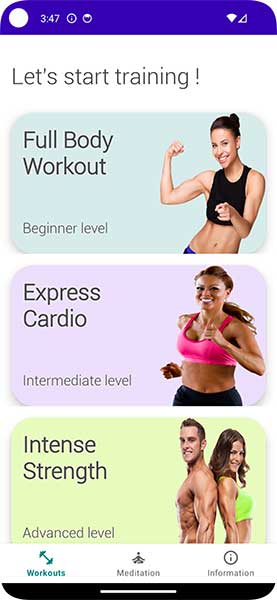 3:47
Let's start training !
Full Body
Workout
Beginner level
Express
Cardio
Intermediate level
Intense
Strength
Advanced level
Workouts
Meditation
Information